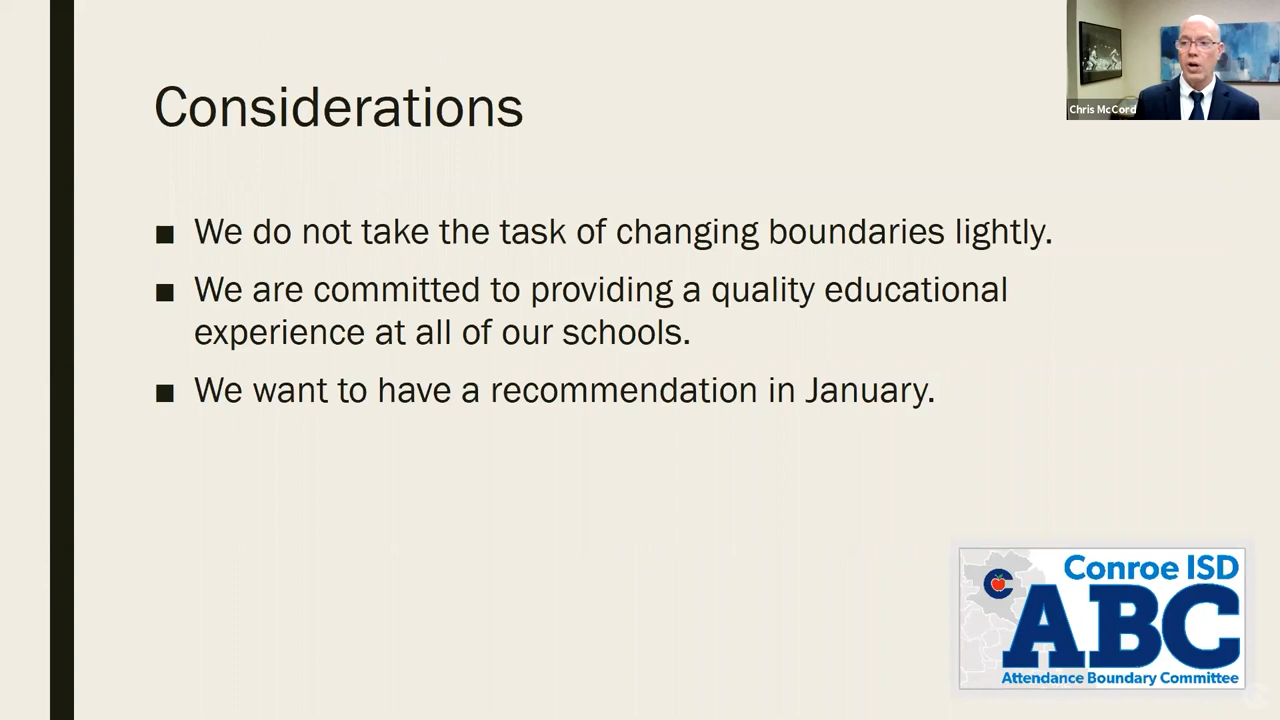 Considerations
Chris McCord
■ We do not take the task of changing boundaries lightly.
■ We are committed to providing a quality educational
experience at all of our schools.
■ We want to have a recommendation in January.
Conroe ISD
C
ABC
Attendance Boundary Committee